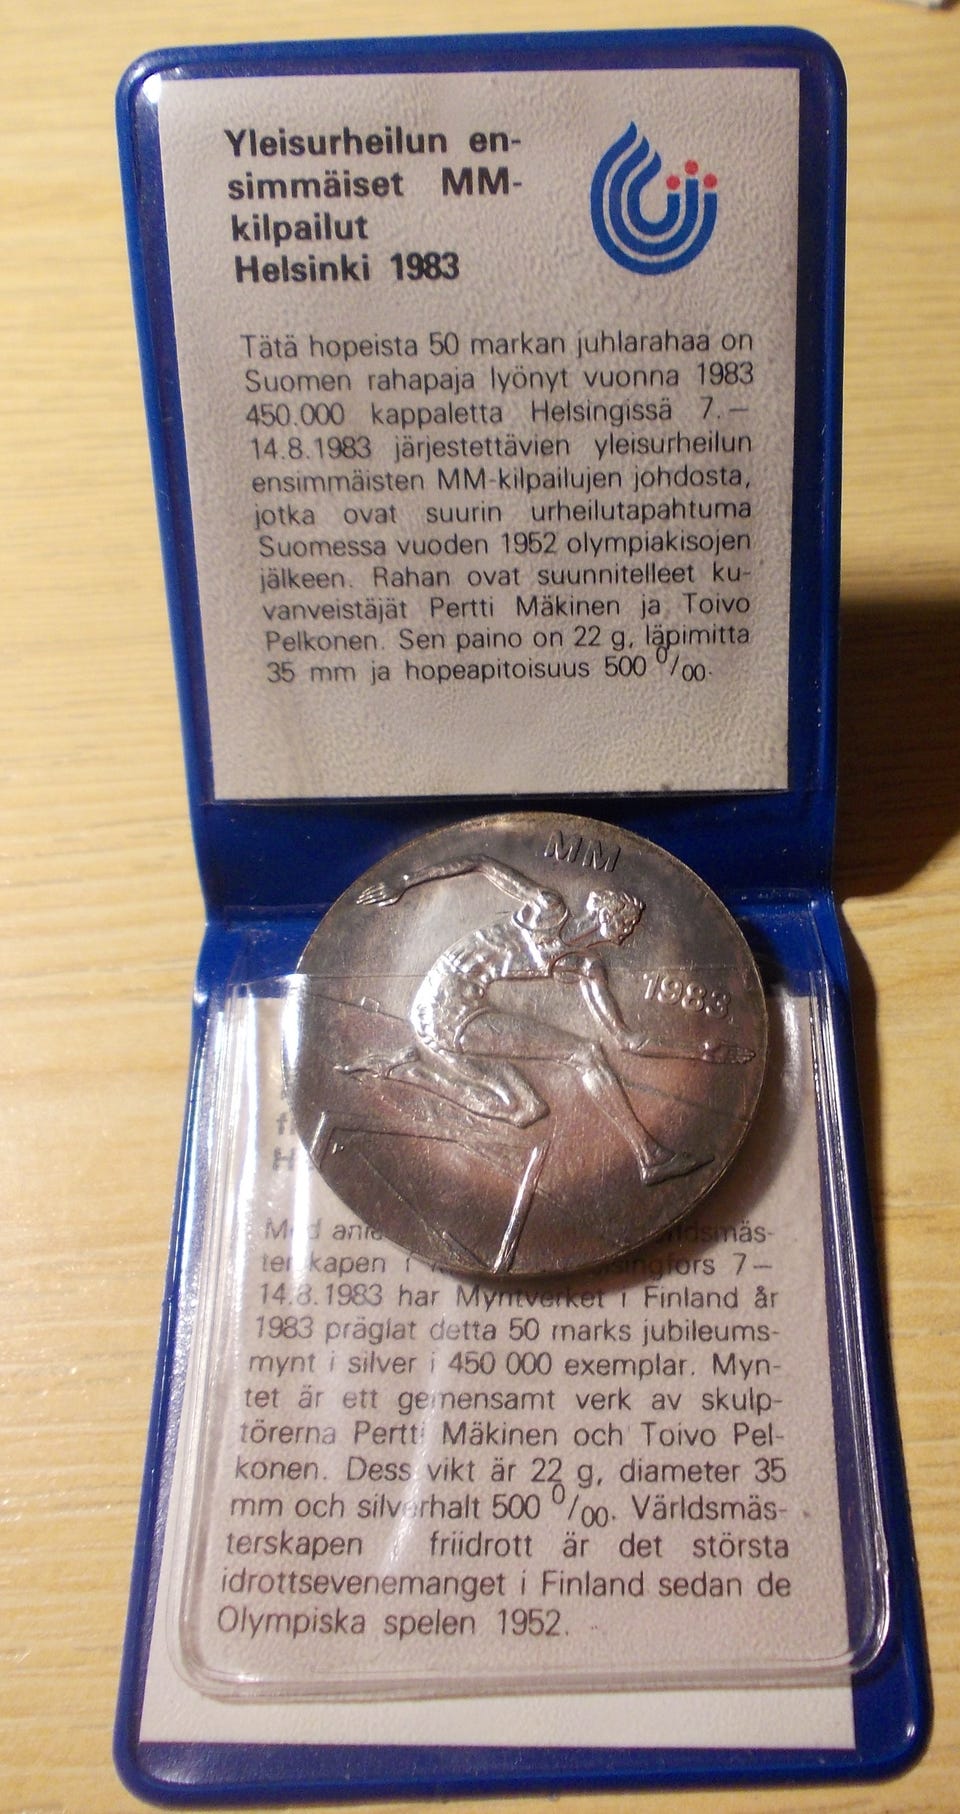 Yleisurheilun en-
simmäiset MM-
kilpailut
Helsinki 1983
Tätä hopeista 50 markan juhlarahaa on
Suomen rahapaja lyönyt vuonna 1983
450.000 kappaletta Helsingissä 7.–
14.8.1983 järjestettävien yleisurheilun
ensimmäisten MM-kilpailujen johdosta,
jotka ovat suurin urheilutapahtuma
Suomessa vuoden 1952 olympiakisojen
jälkeen. Rahan ovat suunnitelleet ku-
vanveistäjät Pertti Mäkinen ja Toivo
Pelkonen. Sen paino on 22 g, läpimitta
35 mm ja hopeapitoisuus 500 0/00.
MM
1983
Med
7–
14.8.1983 har Myntverket i Finland år
1983 präglat detta 50 marks jubileums-
mynt i silver i 450 000 exemplar. Myn-
tet är ett gemensamt verk av skulp-
törerna Pertti Mäkinen och Toivo Pel-
konen. Dess vikt är 22 g, diameter 35
mm och silverhalt 500 0/00. Världsmäs-
terskapen i friidrott är det största
idrottsevenemanget i Finland sedan de
Olympiska spelen 1952.